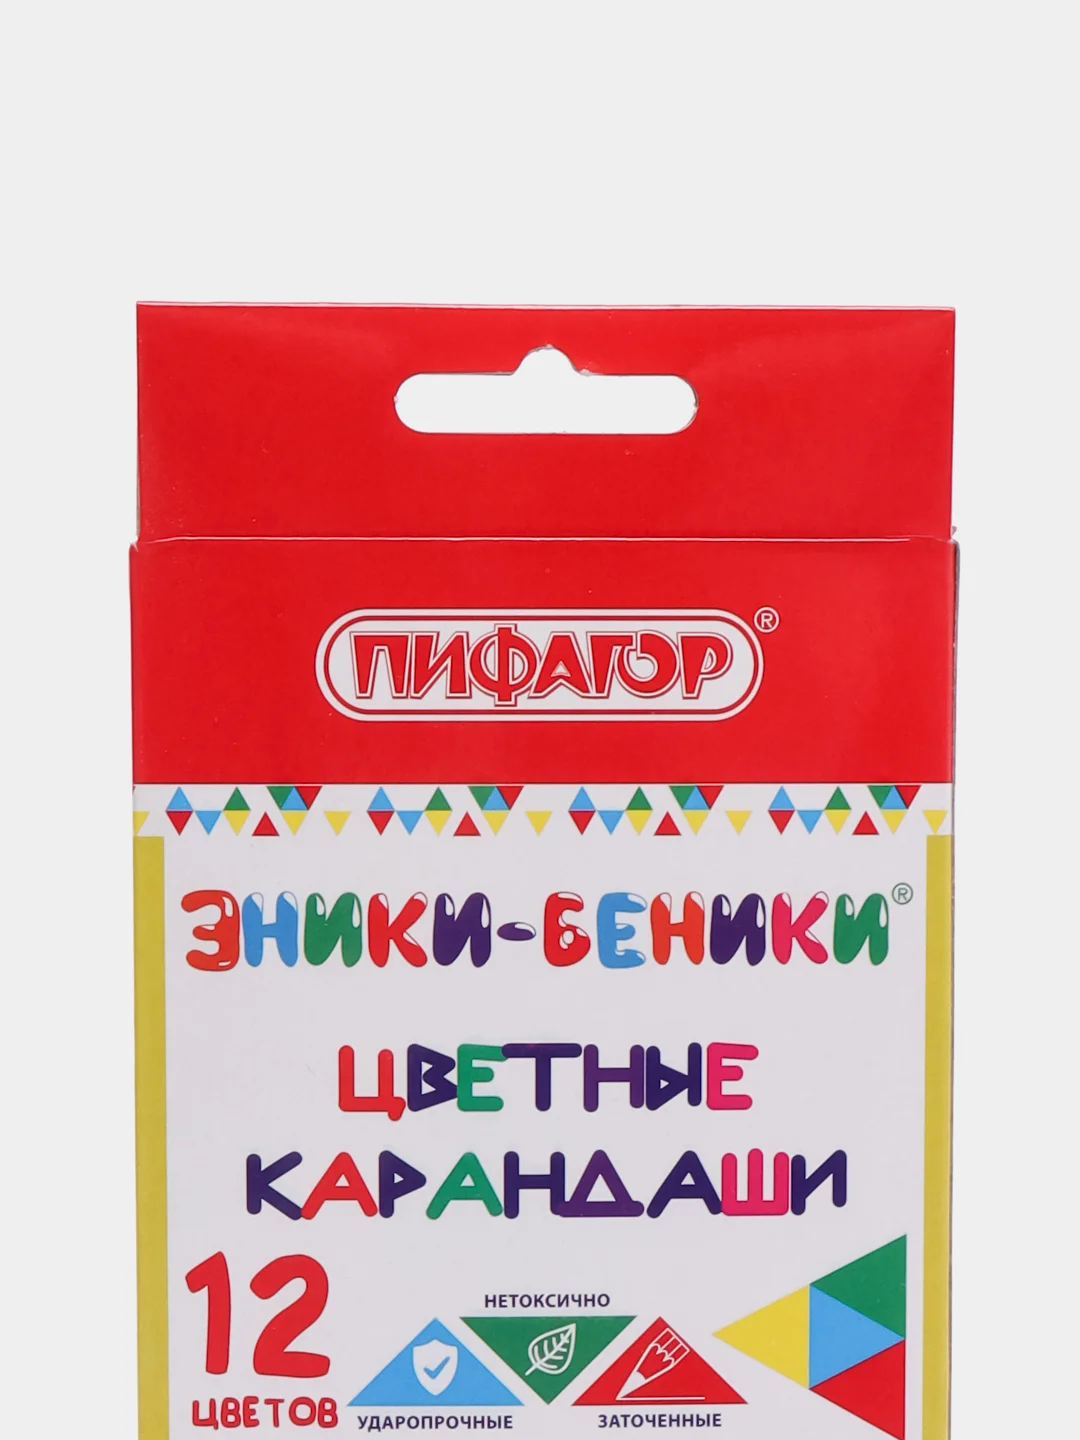 ПИФАГОР®
ЭНИКИ-БЕНИКИ®
ЦВЕТНЫЕ
КАРАНДАШИ
12
ЦВЕТОВ
НЕТОКСИЧНО
УДАРОПРОЧНЫЕ
ЗАТОЧЕННЫЕ